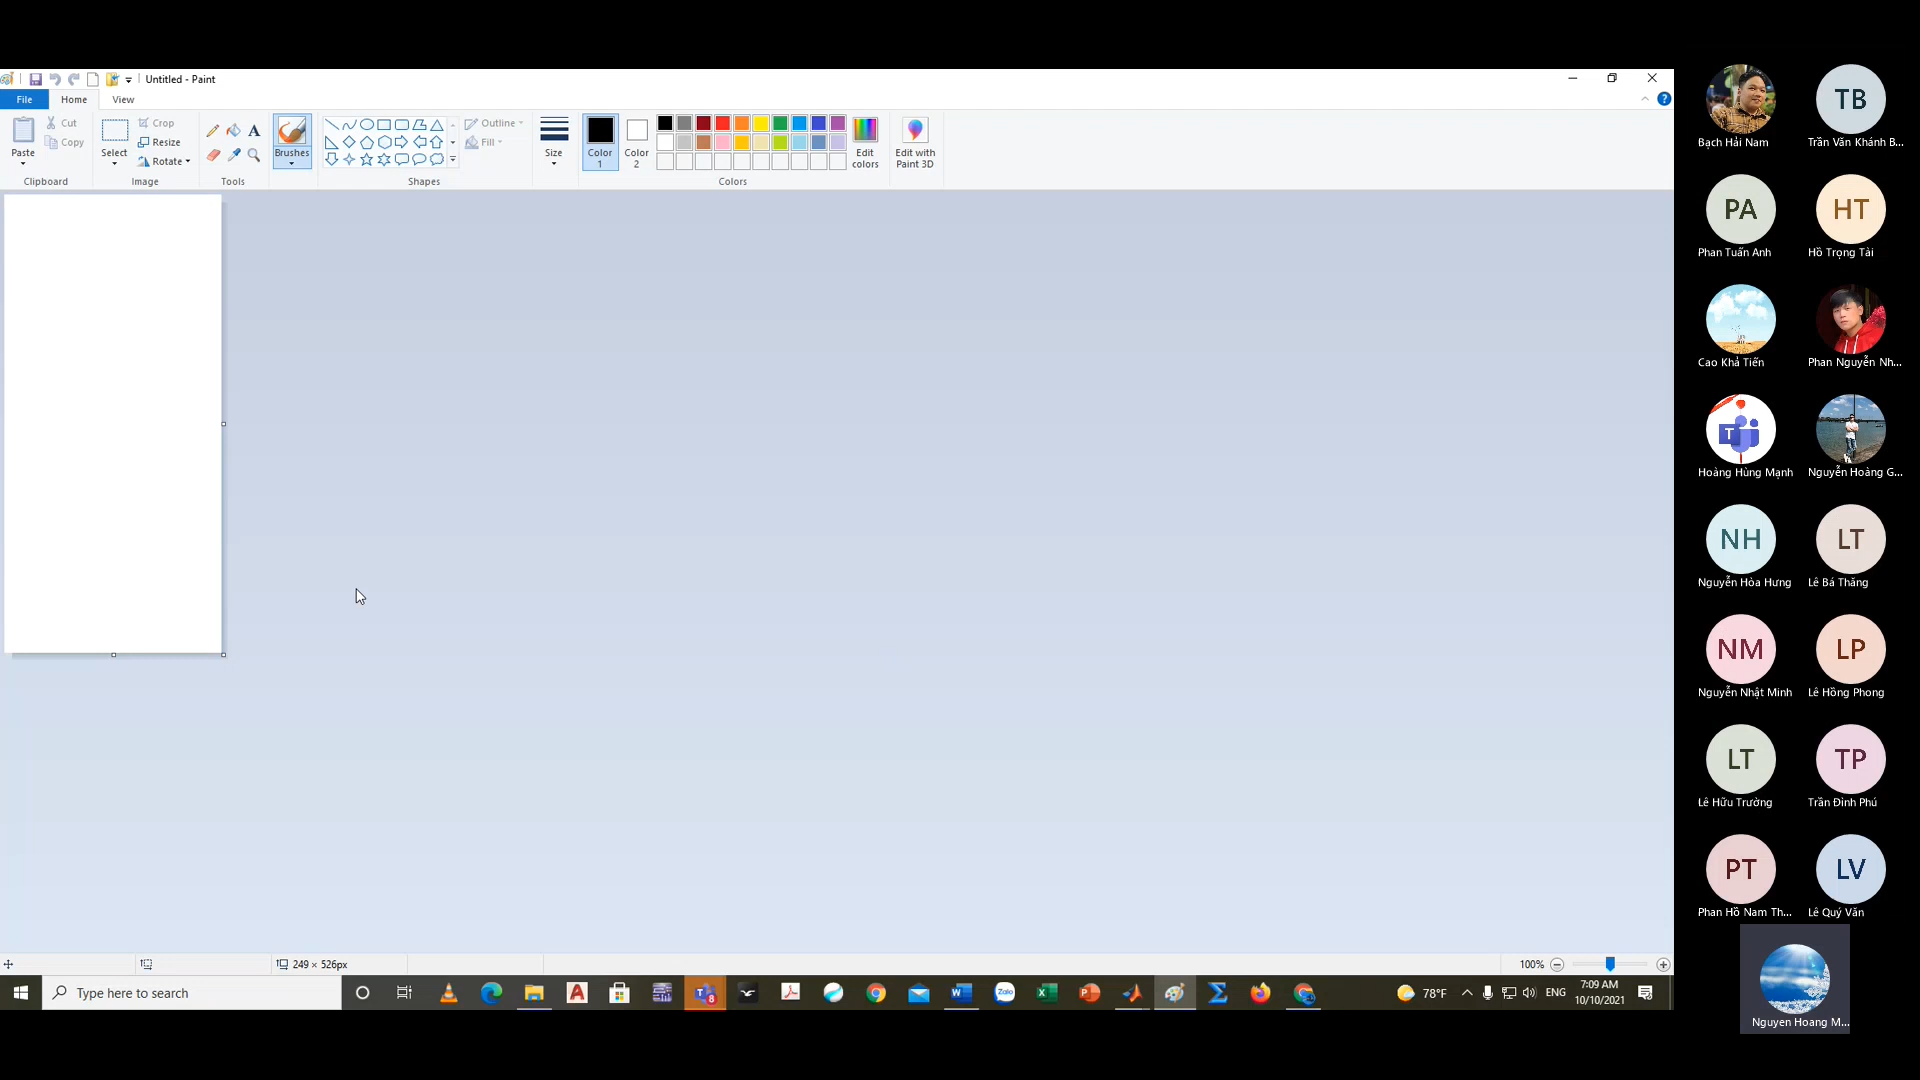 Untitled - Paint
File Home View
Paste
Cut
Copy
Clipboard
Select
Crop
Resize
Rotate
Image
A
Tools
Brushes
Outline
Fill
Shapes
Size
Color 1
Color 2
Edit colors
Colors
Edit with Paint 3D
249 × 526px
100%
Type here to search
78°F
ENG
7:09 AM
10/10/2021
Bạch Hải Nam
TB
Trần Văn Khánh B...
PA
Phan Tuấn Anh
HT
Hồ Trọng Tài
Cao Khả Tiến
Phan Nguyễn Nh...
Hoàng Hùng Mạnh
Nguyễn Hoàng G...
NH
Nguyễn Hòa Hưng
LT
Lê Bá Thăng
NM
Nguyễn Nhật Minh
LP
Lê Hồng Phong
LT
Lê Hữu Trường
TP
Trần Đình Phú
PT
Phan Hồ Nam Th...
LV
Lê Quý Văn
Nguyen Hoang M...